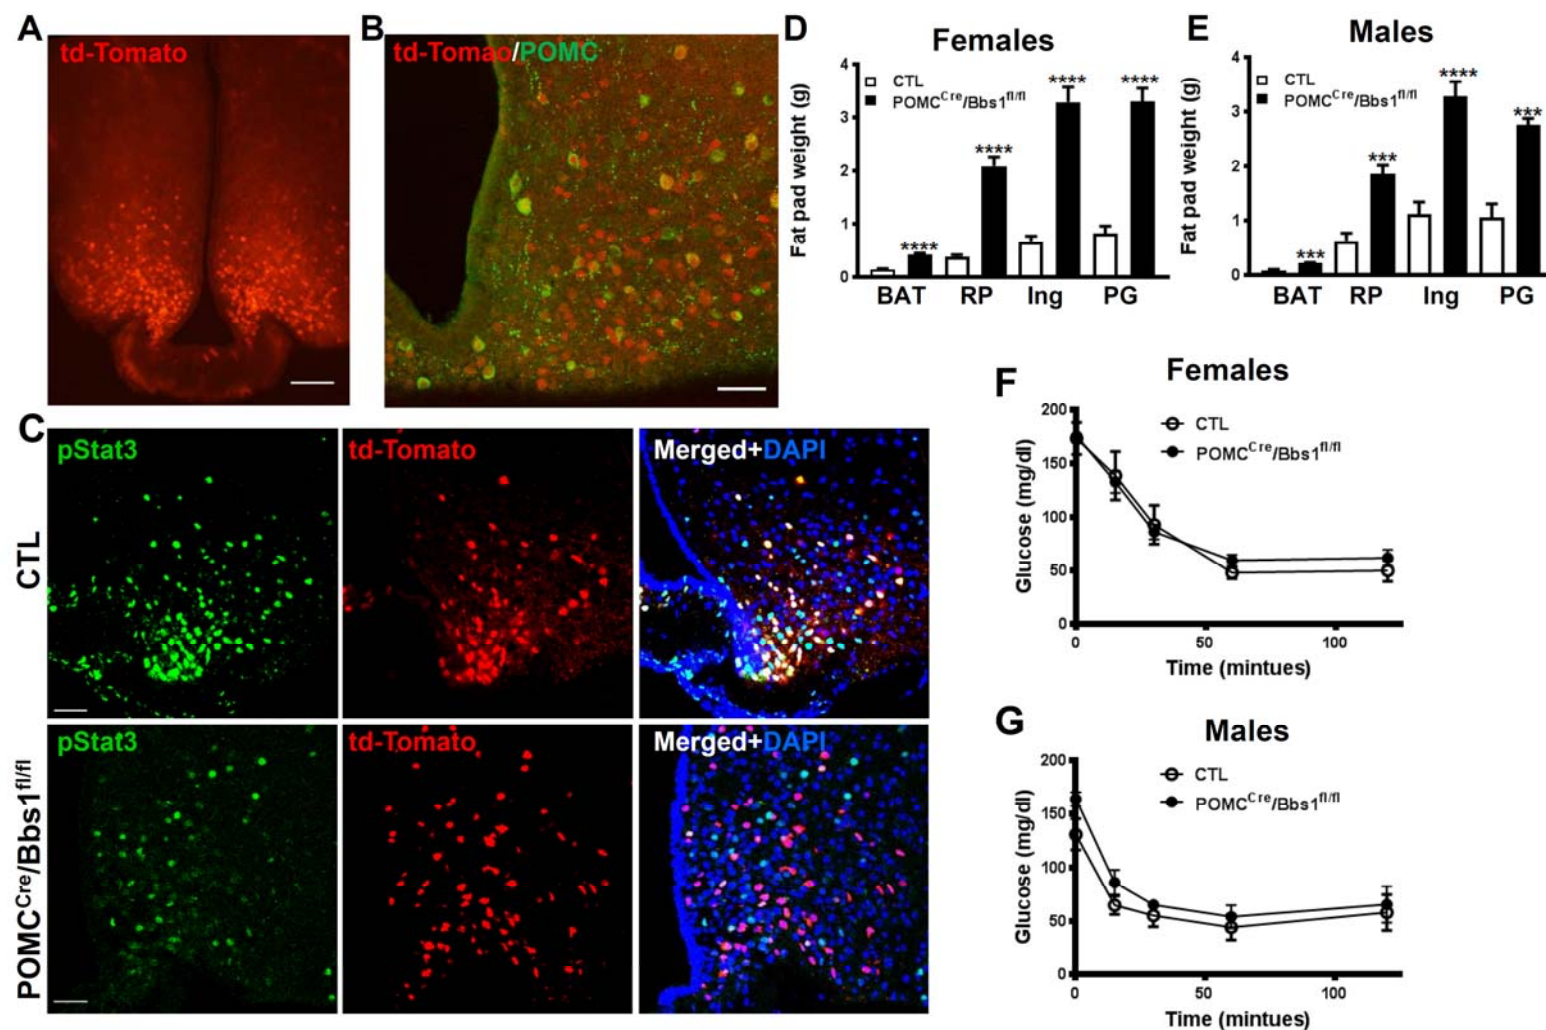 A
td-Tomato
B
td-Tomao/POMC
C
CTL
pStat3
td-Tomato
Merged+DAPI
POMCCre/Bbs1fl/fl
pStat3
td-Tomato
Merged+DAPI
D
Females
Fat pad weight (g)
4
3
2
1
0
CTL
POMCCre/Bbs1fl/fl
**** **** **** ****
BAT RP Ing PG
E
Males
Fat pad weight (g)
4
3
2
1
0
CTL
POMCCre/Bbs1fl/fl
*** *** **** ***
BAT RP Ing PG
F
Females
Glucose (mg/dl)
200
150
100
50
0
CTL
POMCCre/Bbs1fl/fl
0 50 100
Time (mintues)
G
Males
Glucose (mg/dl)
200
150
100
50
0
CTL
POMCCre/Bbs1fl/fl
0 50 100
Time (mintues)